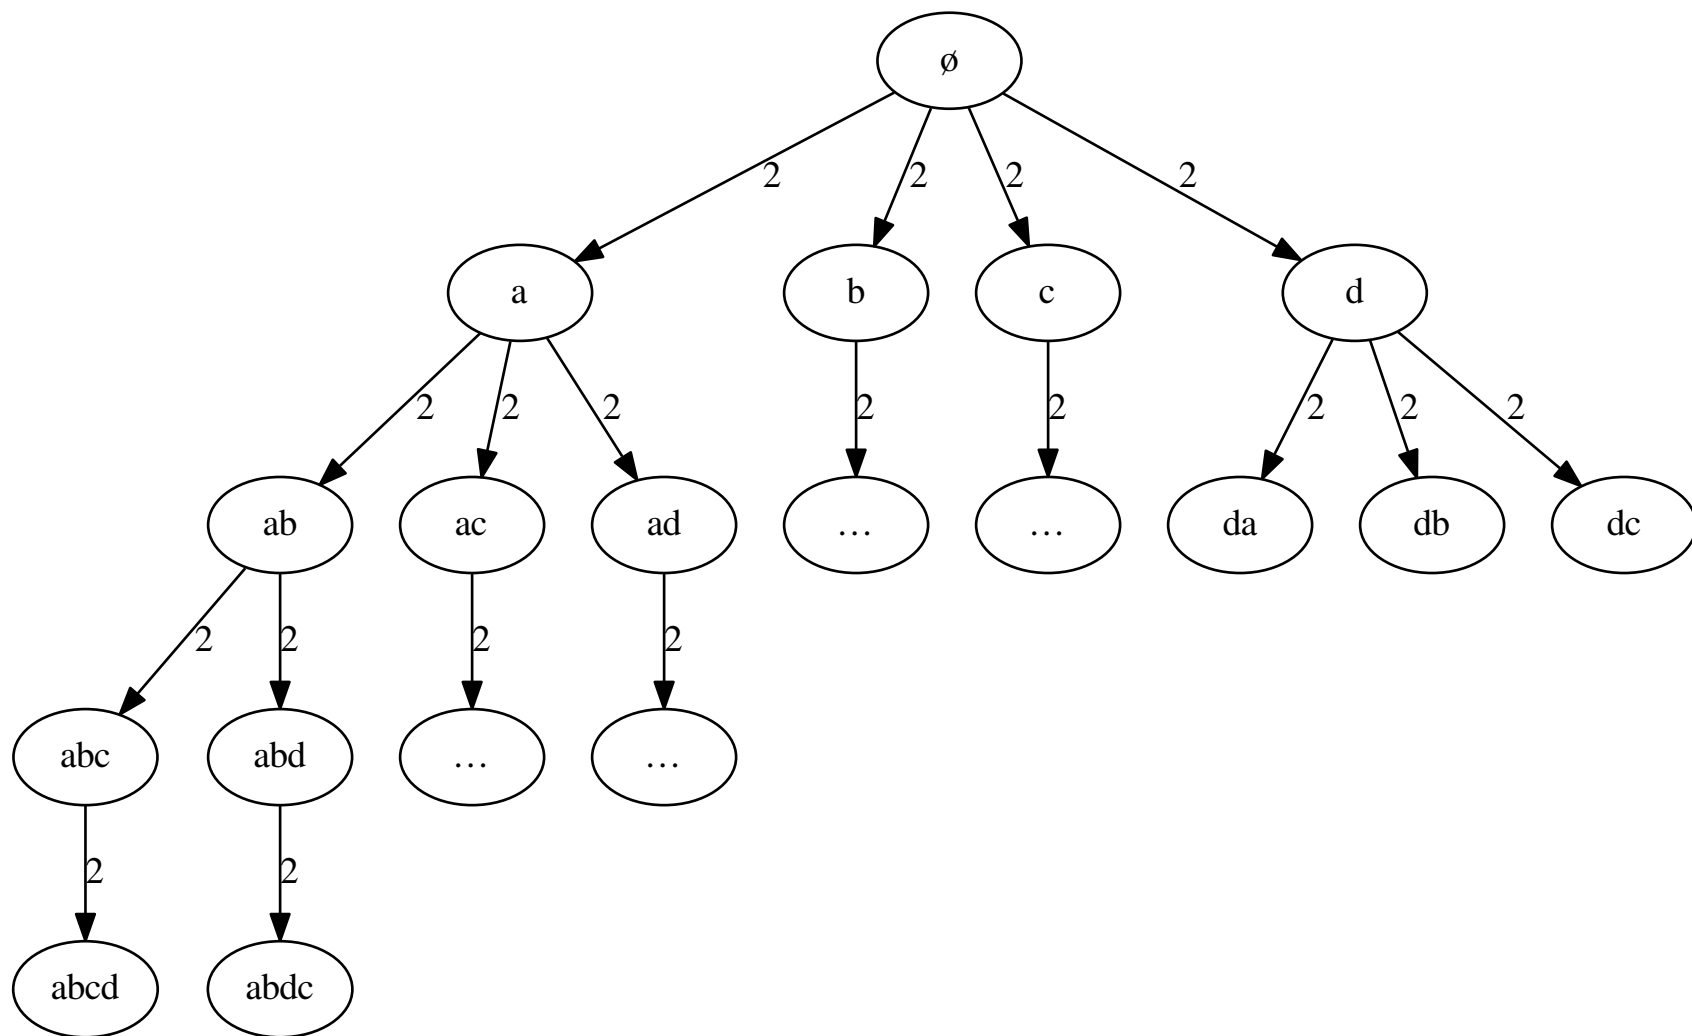 ø
2 2 2 2
a b c d
2 2 2 2 2 2 2 2
ab ac ad … … da db dc
2 2 2 2
abc abd … …
2 2
abcd abdc